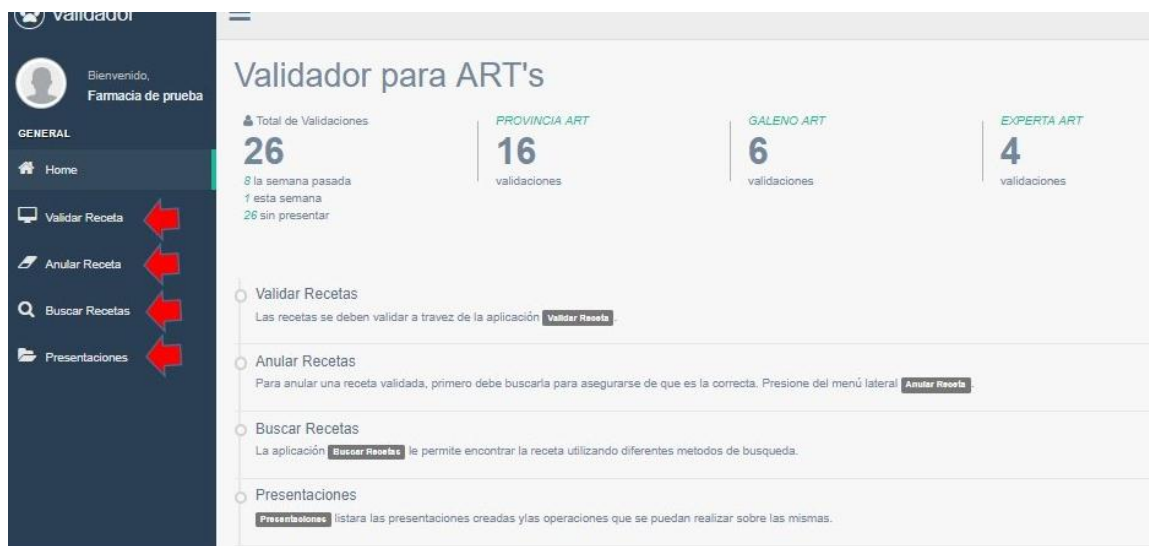 Validador
Bienvenido,
Farmacia de prueba
GENERAL
Home
Validar Receta
Anular Receta
Buscar Recetas
Presentaciones
Validador para ART's
Total de Validaciones
26
8 la semana pasada
1 esta semana
26 sin presentar
PROVINCIA ART
16
validaciones
GALENO ART
6
validaciones
EXPERTA ART
4
validaciones
Validar Recetas
Las recetas se deben validar a travez de la aplicación Validar Receta.
Anular Recetas
Para anular una receta validada, primero debe buscarla para asegurarse de que es la correcta. Presione del menú lateral Anular Receta.
Buscar Recetas
La aplicación Buscar Recetas le permite encontrar la receta utilizando diferentes metodos de busqueda.
Presentaciones
Presentaciones listara las presentaciones creadas ylas operaciones que se puedan realizar sobre las mismas.